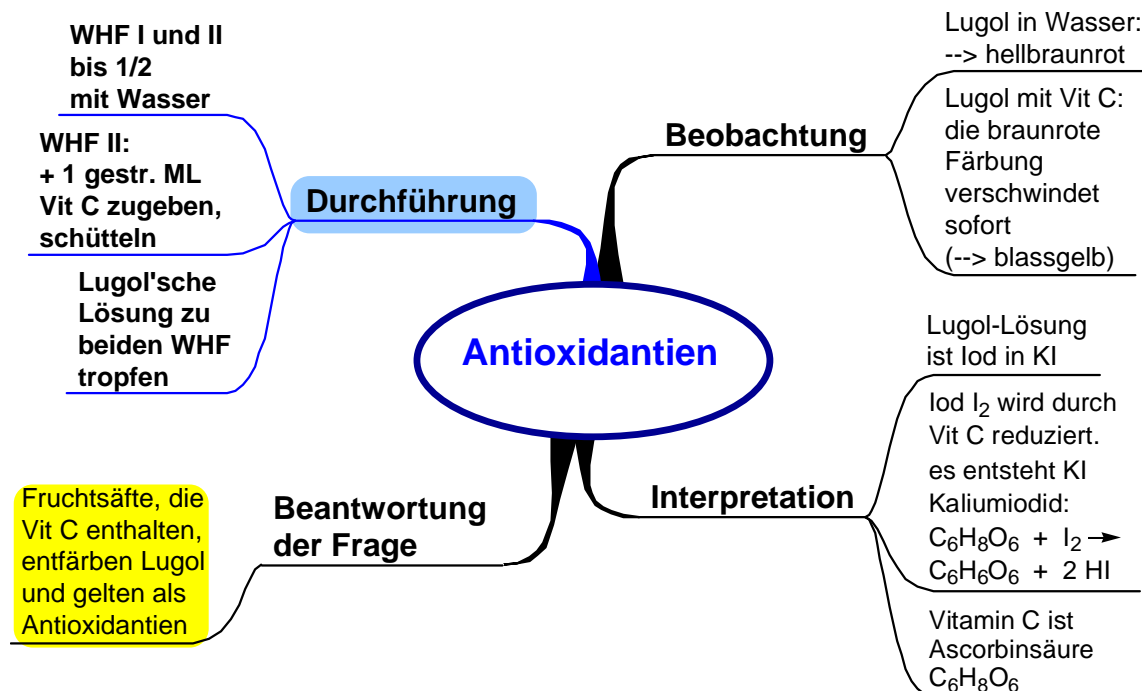 Antioxidantien
Durchführung
WHF I und II
bis 1/2
mit Wasser
WHF II:
+ 1 gestr. ML
Vit C zugeben,
schütteln
Lugol'sche
Lösung zu
beiden WHF
tropfen
Beobachtung
Lugol in Wasser:
--> hellbraunrot
Lugol mit Vit C:
die braunrote
Färbung
verschwindet
sofort
(--> blassgelb)
Interpretation
Lugol-Lösung
ist Iod in KI
Iod I₂ wird durch
Vit C reduziert.
es entsteht KI
Kaliumiodid:
C₆H₈O₆ + I₂ →
C₆H₆O₆ + 2 HI
Vitamin C ist
Ascorbinsäure
C₆H₈O₆
Beantwortung
der Frage
Fruchtsäfte, die
Vit C enthalten,
entfärben Lugol
und gelten als
Antioxidantien